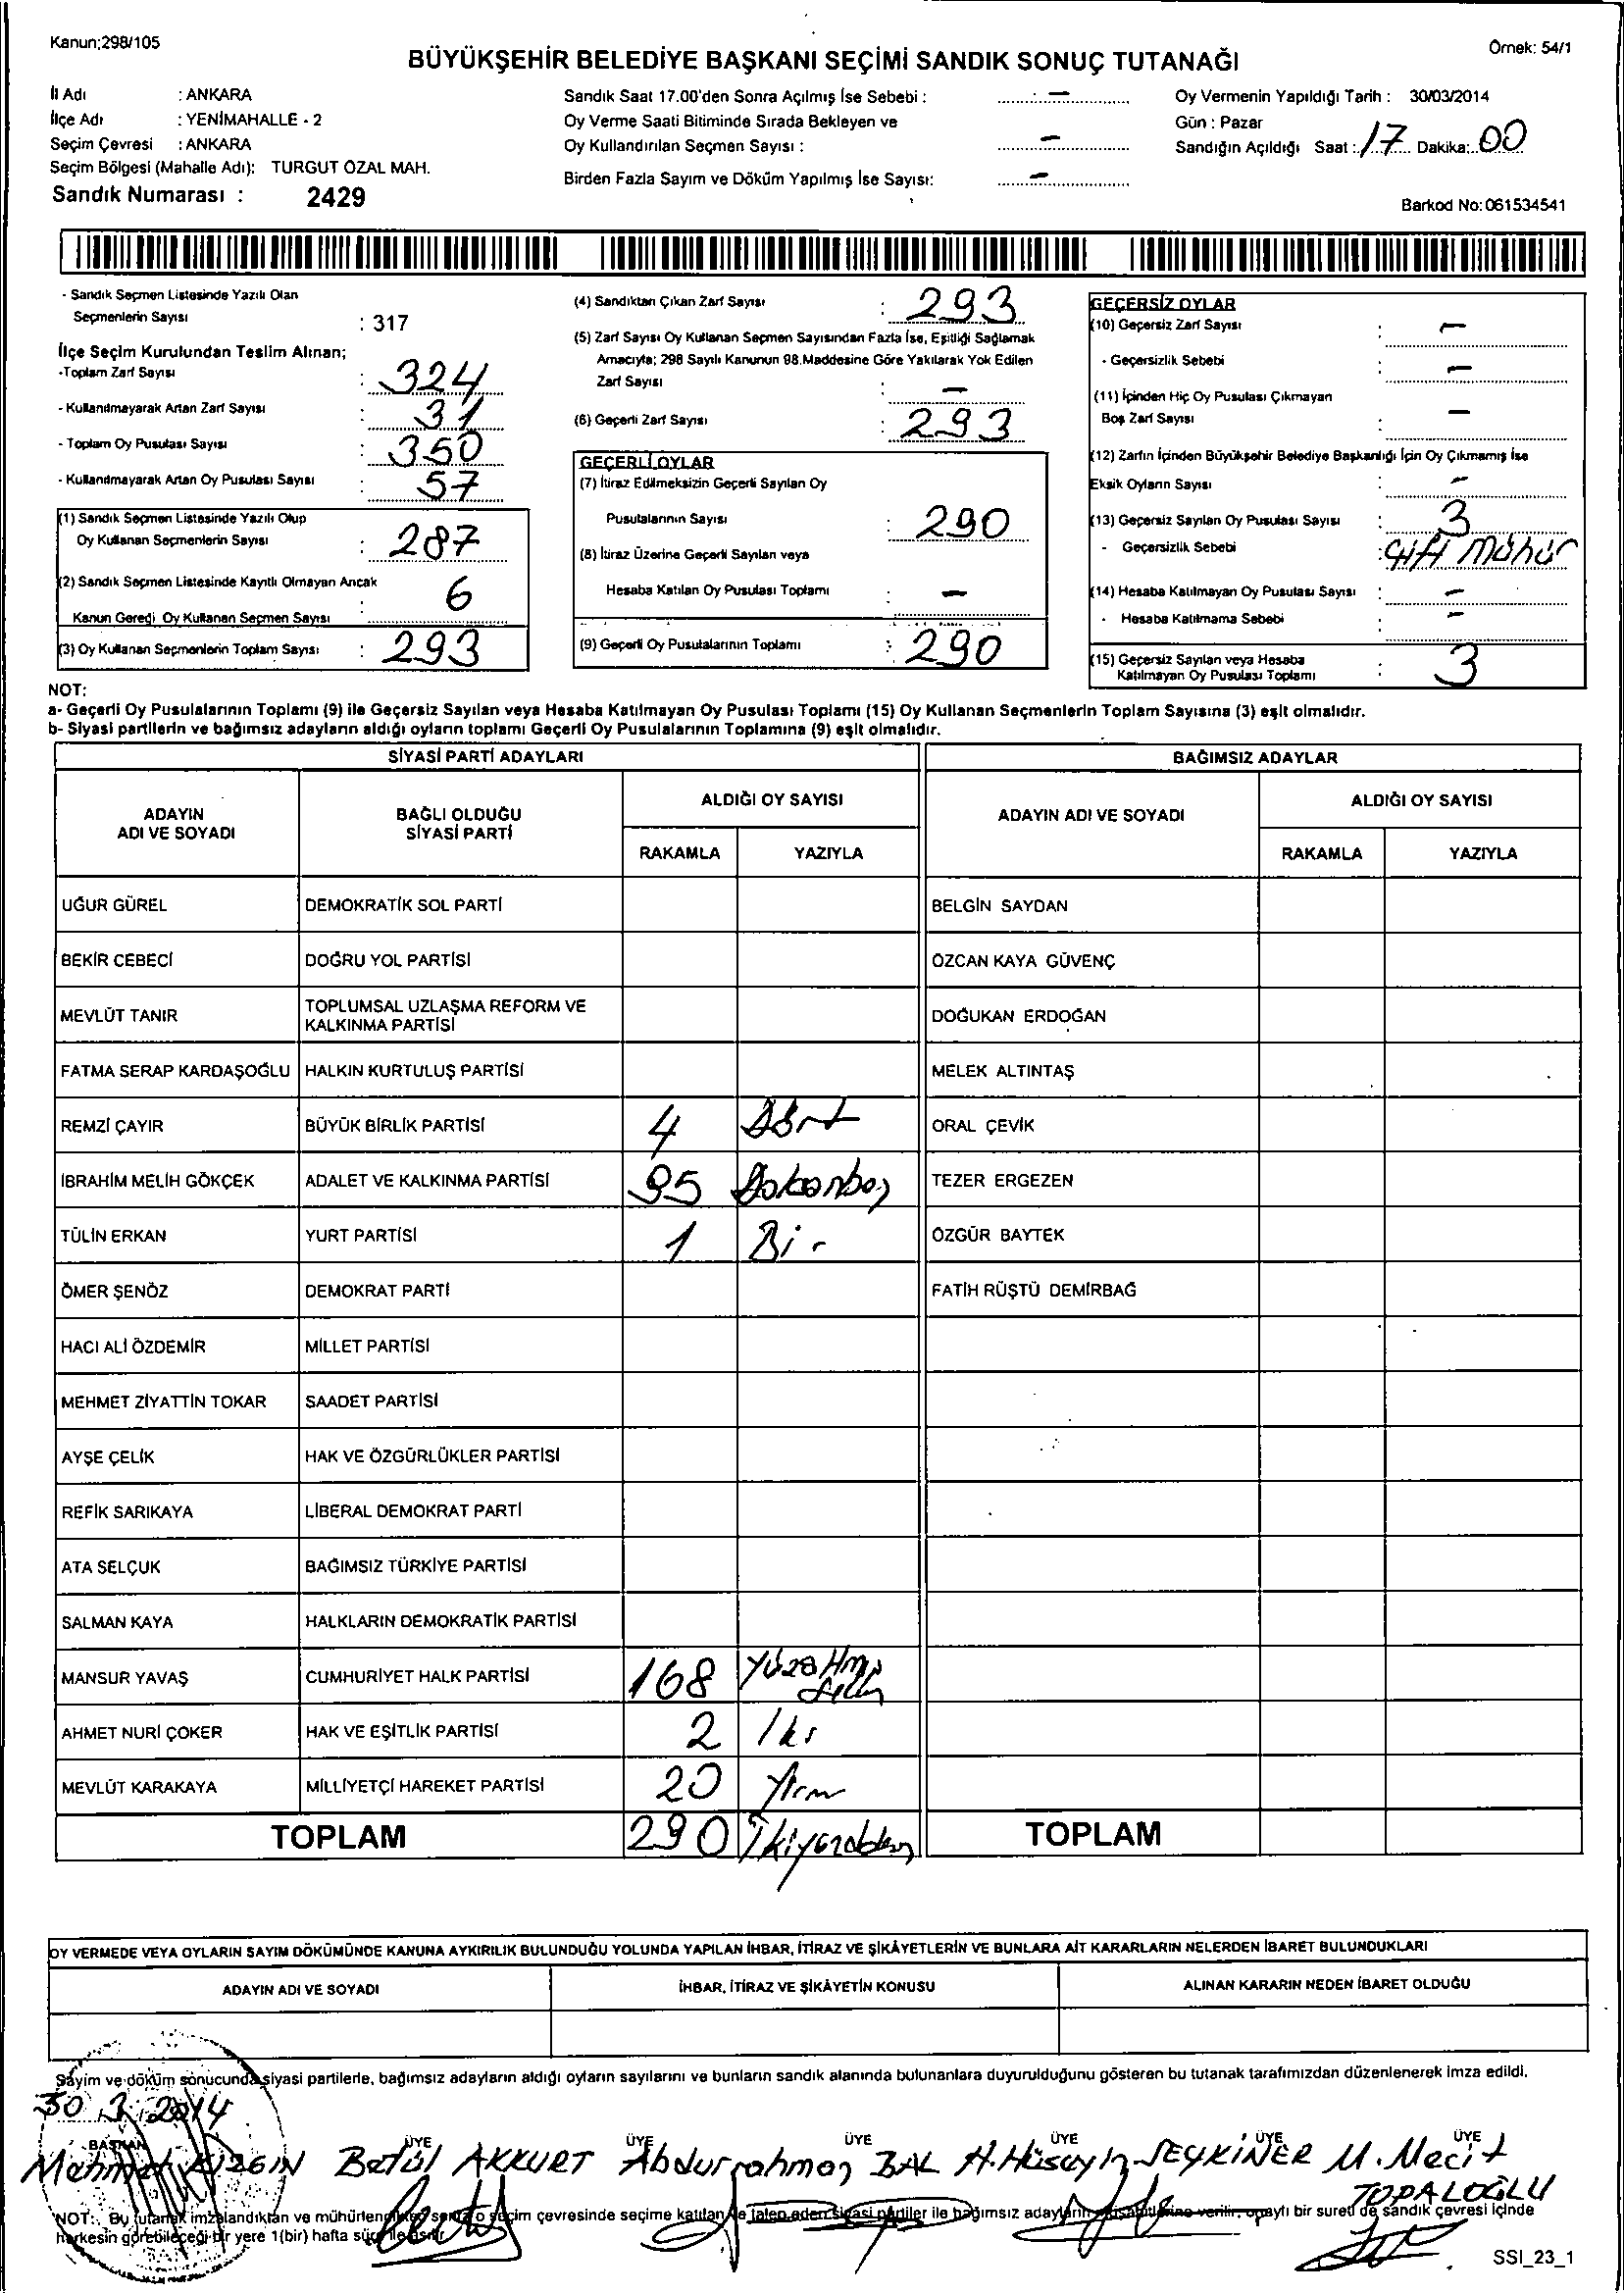 Kanun;298/105
Örnek: 54/1
BÜYÜKŞEHİR BELEDİYE BAŞKANI SEÇİMİ SANDIK SONUÇ TUTANAĞI
İl Adı : ANKARA
İlçe Adı : YENİMAHALLE - 2
Seçim Çevresi : ANKARA
Seçim Bölgesi (Mahalle Adı): TURGUT ÖZAL MAH.
Sandık Numarası : 2429
Sandık Saat 17.00'den Sonra Açılmış İse Sebebi : -
Oy Verme Saati Bitiminde Sırada Bekleyen ve
Oy Kullandırılan Seçmen Sayısı : -
Birden Fazla Sayım ve Döküm Yapılmış İse Sayısı: -
Oy Vermenin Yapıldığı Tarih : 30/03/2014
Gün : Pazar
Sandığın Açıldığı Saat : 17 Dakika: 00
Barkod No: 061534541
- Sandık Seçmen Listesinde Yazılı Olan
Seçmenlerin Sayısı : 317
İlçe Seçim Kurulundan Teslim Alınan;
-Toplam Zarf Sayısı : 324
- Kullanılmayarak Artan Zarf Sayısı : 31
- Toplam Oy Pusulası Sayısı : 350
- Kullanılmayarak Artan Oy Pusulası Sayısı : 57
(1) Sandık Seçmen Listesinde Yazılı Olup
Oy Kullanan Seçmenlerin Sayısı : 287
(2) Sandık Seçmen Listesinde Kayıtlı Olmayan Ancak
Kanun Gereği Oy Kullanan Seçmen Sayısı : 6
(3) Oy Kullanan Seçmenlerin Toplam Sayısı : 293
(4) Sandıktan Çıkan Zarf Sayısı : 293
(5) Zarf Sayısı Oy Kullanan Seçmen Sayısından Fazla İse, Eşitliği Sağlamak
Amacıyla; 298 Sayılı Kanunun 98.Maddesine Göre Yakılarak Yok Edilen
Zarf Sayısı : -
(6) Geçerli Zarf Sayısı : 293
GEÇERLİ OYLAR
(7) İtiraz Edilmeksizin Geçerli Sayılan Oy
Pusulalarının Sayısı : 290
(8) İtiraz Üzerine Geçerli Sayılan veya
Hesaba Katılan Oy Pusulası Toplamı : -
(9) Geçerli Oy Pusulalarının Toplamı : 290
GEÇERSİZ OYLAR
(10) Geçersiz Zarf Sayısı : -
- Geçersizlik Sebebi : -
(11) İçinden Hiç Oy Pusulası Çıkmayan
Boş Zarf Sayısı : -
(12) Zarfın İçinden Büyükşehir Belediye Başkanlığı İçin Oy Çıkmamış İse
Eksik Oyların Sayısı : -
(13) Geçersiz Sayılan Oy Pusulası Sayısı : 3
- Geçersizlik Sebebi : çift mühür
(14) Hesaba Katılmayan Oy Pusulası Sayısı : -
- Hesaba Katılmama Sebebi : -
(15) Geçersiz Sayılan veya Hesaba
Katılmayan Oy Pusulası Toplamı : 3
NOT:
a- Geçerli Oy Pusulalarının Toplamı (9) ile Geçersiz Sayılan veya Hesaba Katılmayan Oy Pusulası Toplamı (15) Oy Kullanan Seçmenlerin Toplam Sayısına (3) eşit olmalıdır.
b- Siyasi partilerin ve bağımsız adayların aldığı oyların toplamı Geçerli Oy Pusulalarının Toplamına (9) eşit olmalıdır.
SİYASİ PARTİ ADAYLARI
BAĞIMSIZ ADAYLAR
ADAYIN
ADI VE SOYADI
BAĞLI OLDUĞU
SİYASİ PARTİ
ALDIĞI OY SAYISI
RAKAMLA YAZIYLA
ADAYIN ADI VE SOYADI
ALDIĞI OY SAYISI
RAKAMLA YAZIYLA
UĞUR GÜREL DEMOKRATİK SOL PARTİ BELGİN SAYDAN
BEKİR CEBECİ DOĞRU YOL PARTİSİ ÖZCAN KAYA GÜVENÇ
MEVLÜT TANIR TOPLUMSAL UZLAŞMA REFORM VE
KALKINMA PARTİSİ DOĞUKAN ERDOĞAN
FATMA SERAP KARDAŞOĞLU HALKIN KURTULUŞ PARTİSİ MELEK ALTINTAŞ
REMZİ ÇAYIR BÜYÜK BİRLİK PARTİSİ 4 Dört ORAL ÇEVİK
İBRAHİM MELİH GÖKÇEK ADALET VE KALKINMA PARTİSİ 95 Doksanbeş TEZER ERGEZEN
TÜLİN ERKAN YURT PARTİSİ 1 Bir ÖZGÜR BAYTEK
ÖMER ŞENÖZ DEMOKRAT PARTİ FATİH RÜŞTÜ DEMİRBAĞ
HACI ALİ ÖZDEMİR MİLLET PARTİSİ
MEHMET ZİYATTİN TOKAR SAADET PARTİSİ
AYŞE ÇELİK HAK VE ÖZGÜRLÜKLER PARTİSİ
REFİK SARIKAYA LİBERAL DEMOKRAT PARTİ
ATA SELÇUK BAĞIMSIZ TÜRKİYE PARTİSİ
SALMAN KAYA HALKLARIN DEMOKRATİK PARTİSİ
MANSUR YAVAŞ CUMHURİYET HALK PARTİSİ 168
AHMET NURİ ÇOKER HAK VE EŞİTLİK PARTİSİ 2 İki
MEVLÜT KARAKAYA MİLLİYETÇİ HAREKET PARTİSİ 20 Yirmi
TOPLAM 290 İkiyüzdoksan TOPLAM
OY VERMEDE VEYA OYLARIN SAYIM DÖKÜMÜNDE KANUNA AYKIRILIK BULUNDUĞU YOLUNDA YAPILAN İHBAR, İTİRAZ VE ŞİKÂYETLERİN VE BUNLARA AİT KARARLARIN NELERDEN İBARET BULUNDUKLARI
ADAYIN ADI VE SOYADI İHBAR, İTİRAZ VE ŞİKÂYETİN KONUSU ALINAN KARARIN NEDEN İBARET OLDUĞU
Sayim ve döküm sonucunda siyasi partilerle, bağımsız adayların aldığı oyların sayılarını ve bunların sandık alanında bulunanlara duyurulduğunu gösteren bu tutanak tarafımızdan düzenlenerek imza edildi.
30 . 3 . 2014
BAŞKAN ÜYE ÜYE ÜYE ÜYE ÜYE ÜYE
Mehmet Betül AKKURT Abdurrahman BAL H.Hüseyin SEÇKİNER M. Mecit
TOPALOĞLU
NOT:. Bu tutanak imzalandıktan ve mühürlendikten sonra o seçim çevresinde seçime katılan ve talep eden siyasi partiler ile bağımsız adayların müşahitlerine verilir, onaylı bir sureti de sandık çevresi içinde
herkesin görebileceği bir yere 1(bir) hafta süre ile asılır.
SSI_23_1